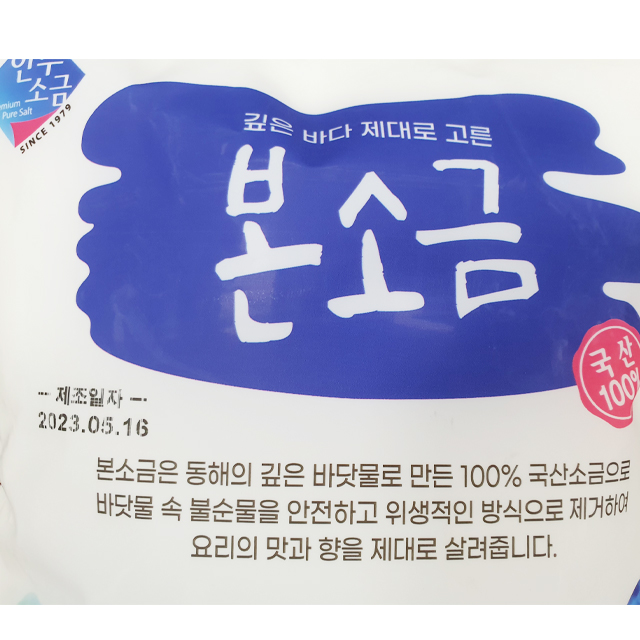 한주
소금
Pure Salt
SINCE 1979
깊은 바다 제대로 고른
본소금
국산
100%
제조일자
2023.05.16
본소금은 동해의 깊은 바닷물로 만든 100% 국산소금으로
바닷물 속 불순물을 안전하고 위생적인 방식으로 제거하여
요리의 맛과 향을 제대로 살려줍니다.